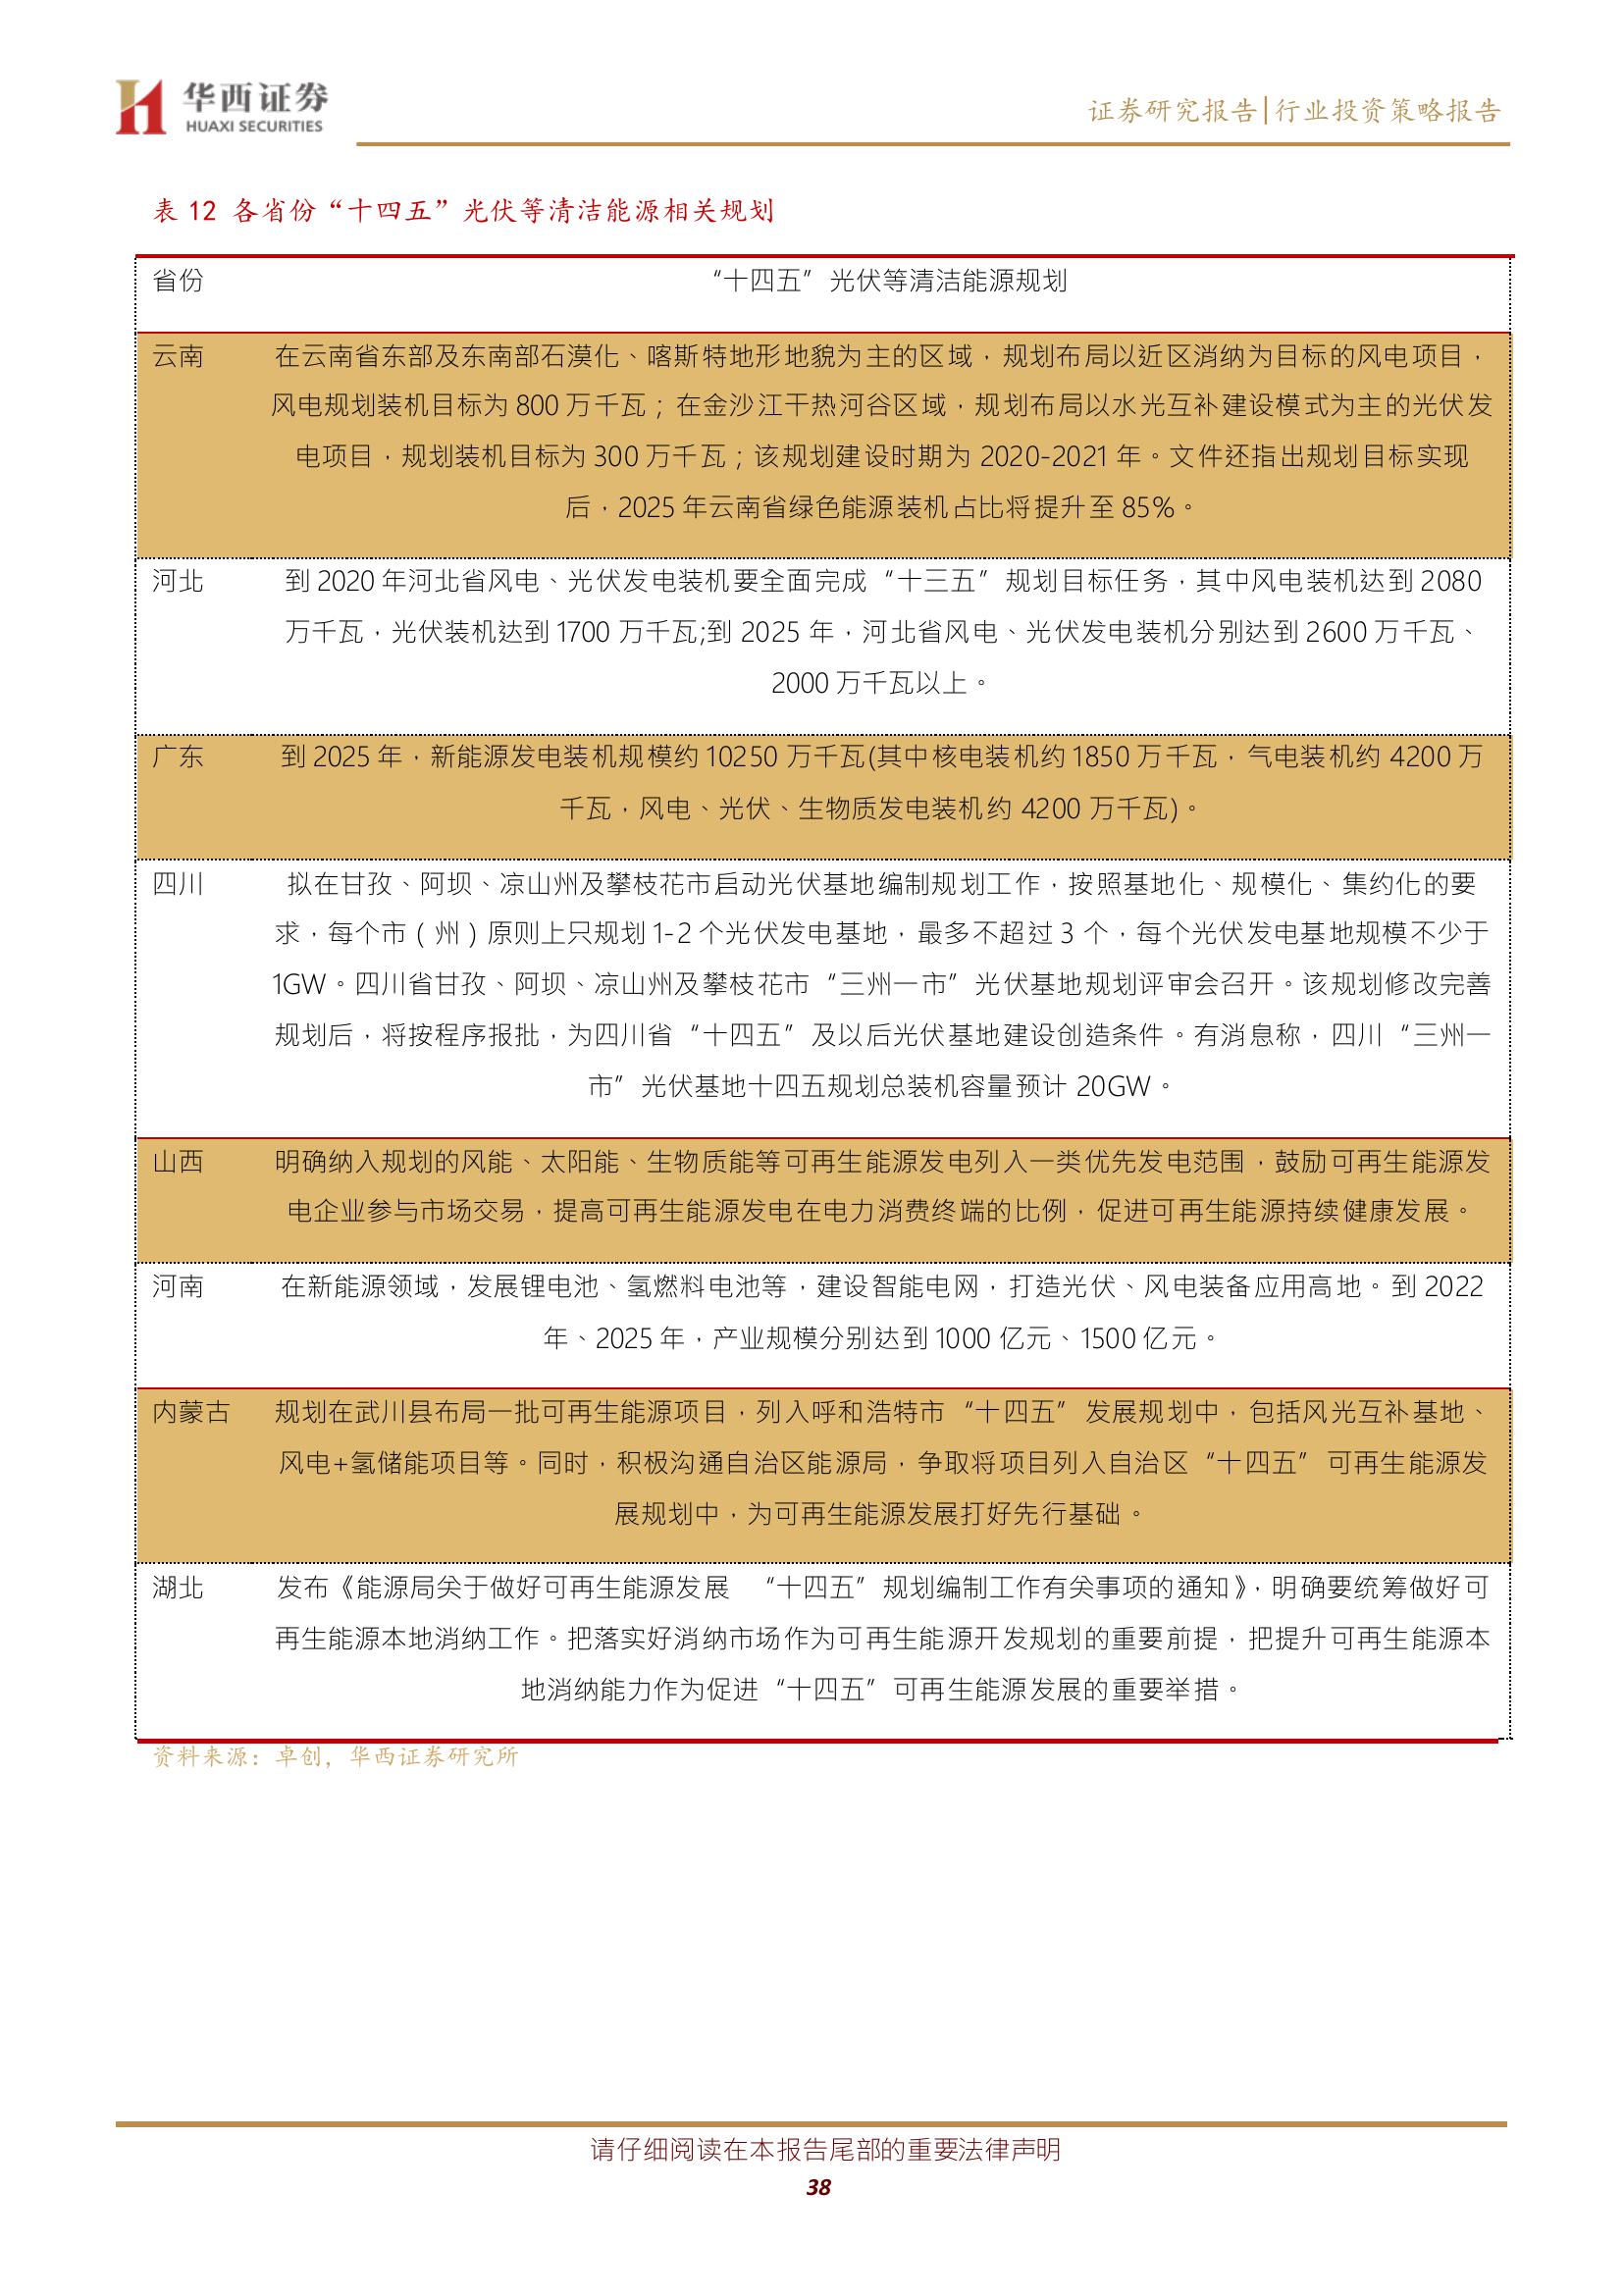 华西证券
HUAXI SECURITIES
证券研究报告|行业投资策略报告
表 12 各省份“十四五”光伏等清洁能源相关规划
省份
“十四五”光伏等清洁能源规划
云南
在云南省东部及东南部石漠化、喀斯特地形地貌为主的区域，规划布局以近区消纳为目标的风电项目，
风电规划装机目标为 800 万千瓦；在金沙江干热河谷区域，规划布局以水光互补建设模式为主的光伏发
电项目，规划装机目标为 300 万千瓦；该规划建设时期为 2020-2021 年。文件还指出规划目标实现
后，2025 年云南省绿色能源装机占比将提升至 85%。
河北
到 2020 年河北省风电、光伏发电装机要全面完成“十三五”规划目标任务，其中风电装机达到 2080
万千瓦，光伏装机达到 1700 万千瓦;到 2025 年，河北省风电、光伏发电装机分别达到 2600 万千瓦、
2000 万千瓦以上。
广东
到 2025 年，新能源发电装机规模约 10250 万千瓦(其中核电装机约 1850 万千瓦，气电装机约 4200 万
千瓦，风电、光伏、生物质发电装机约 4200 万千瓦)。
四川
拟在甘孜、阿坝、凉山州及攀枝花市启动光伏基地编制规划工作，按照基地化、规模化、集约化的要
求，每个市（州）原则上只规划 1-2 个光伏发电基地，最多不超过 3 个，每个光伏发电基地规模不少于
1GW。四川省甘孜、阿坝、凉山州及攀枝花市“三州一市”光伏基地规划评审会召开。该规划修改完善
规划后，将按程序报批，为四川省“十四五”及以后光伏基地建设创造条件。有消息称，四川“三州一
市”光伏基地十四五规划总装机容量预计 20GW。
山西
明确纳入规划的风能、太阳能、生物质能等可再生能源发电列入一类优先发电范围，鼓励可再生能源发
电企业参与市场交易，提高可再生能源发电在电力消费终端的比例，促进可再生能源持续健康发展。
河南
在新能源领域，发展锂电池、氢燃料电池等，建设智能电网，打造光伏、风电装备应用高地。到 2022
年、2025 年，产业规模分别达到 1000 亿元、1500 亿元。
内蒙古
规划在武川县布局一批可再生能源项目，列入呼和浩特市“十四五”发展规划中，包括风光互补基地、
风电+氢储能项目等。同时，积极沟通自治区能源局，争取将项目列入自治区“十四五”可再生能源发
展规划中，为可再生能源发展打好先行基础。
湖北
发布《能源局关于做好可再生能源发展 “十四五”规划编制工作有关事项的通知》，明确要统筹做好可
再生能源本地消纳工作。把落实好消纳市场作为可再生能源开发规划的重要前提，把提升可再生能源本
地消纳能力作为促进“十四五”可再生能源发展的重要举措。
资料来源：卓创，华西证券研究所
请仔细阅读在本报告尾部的重要法律声明
38